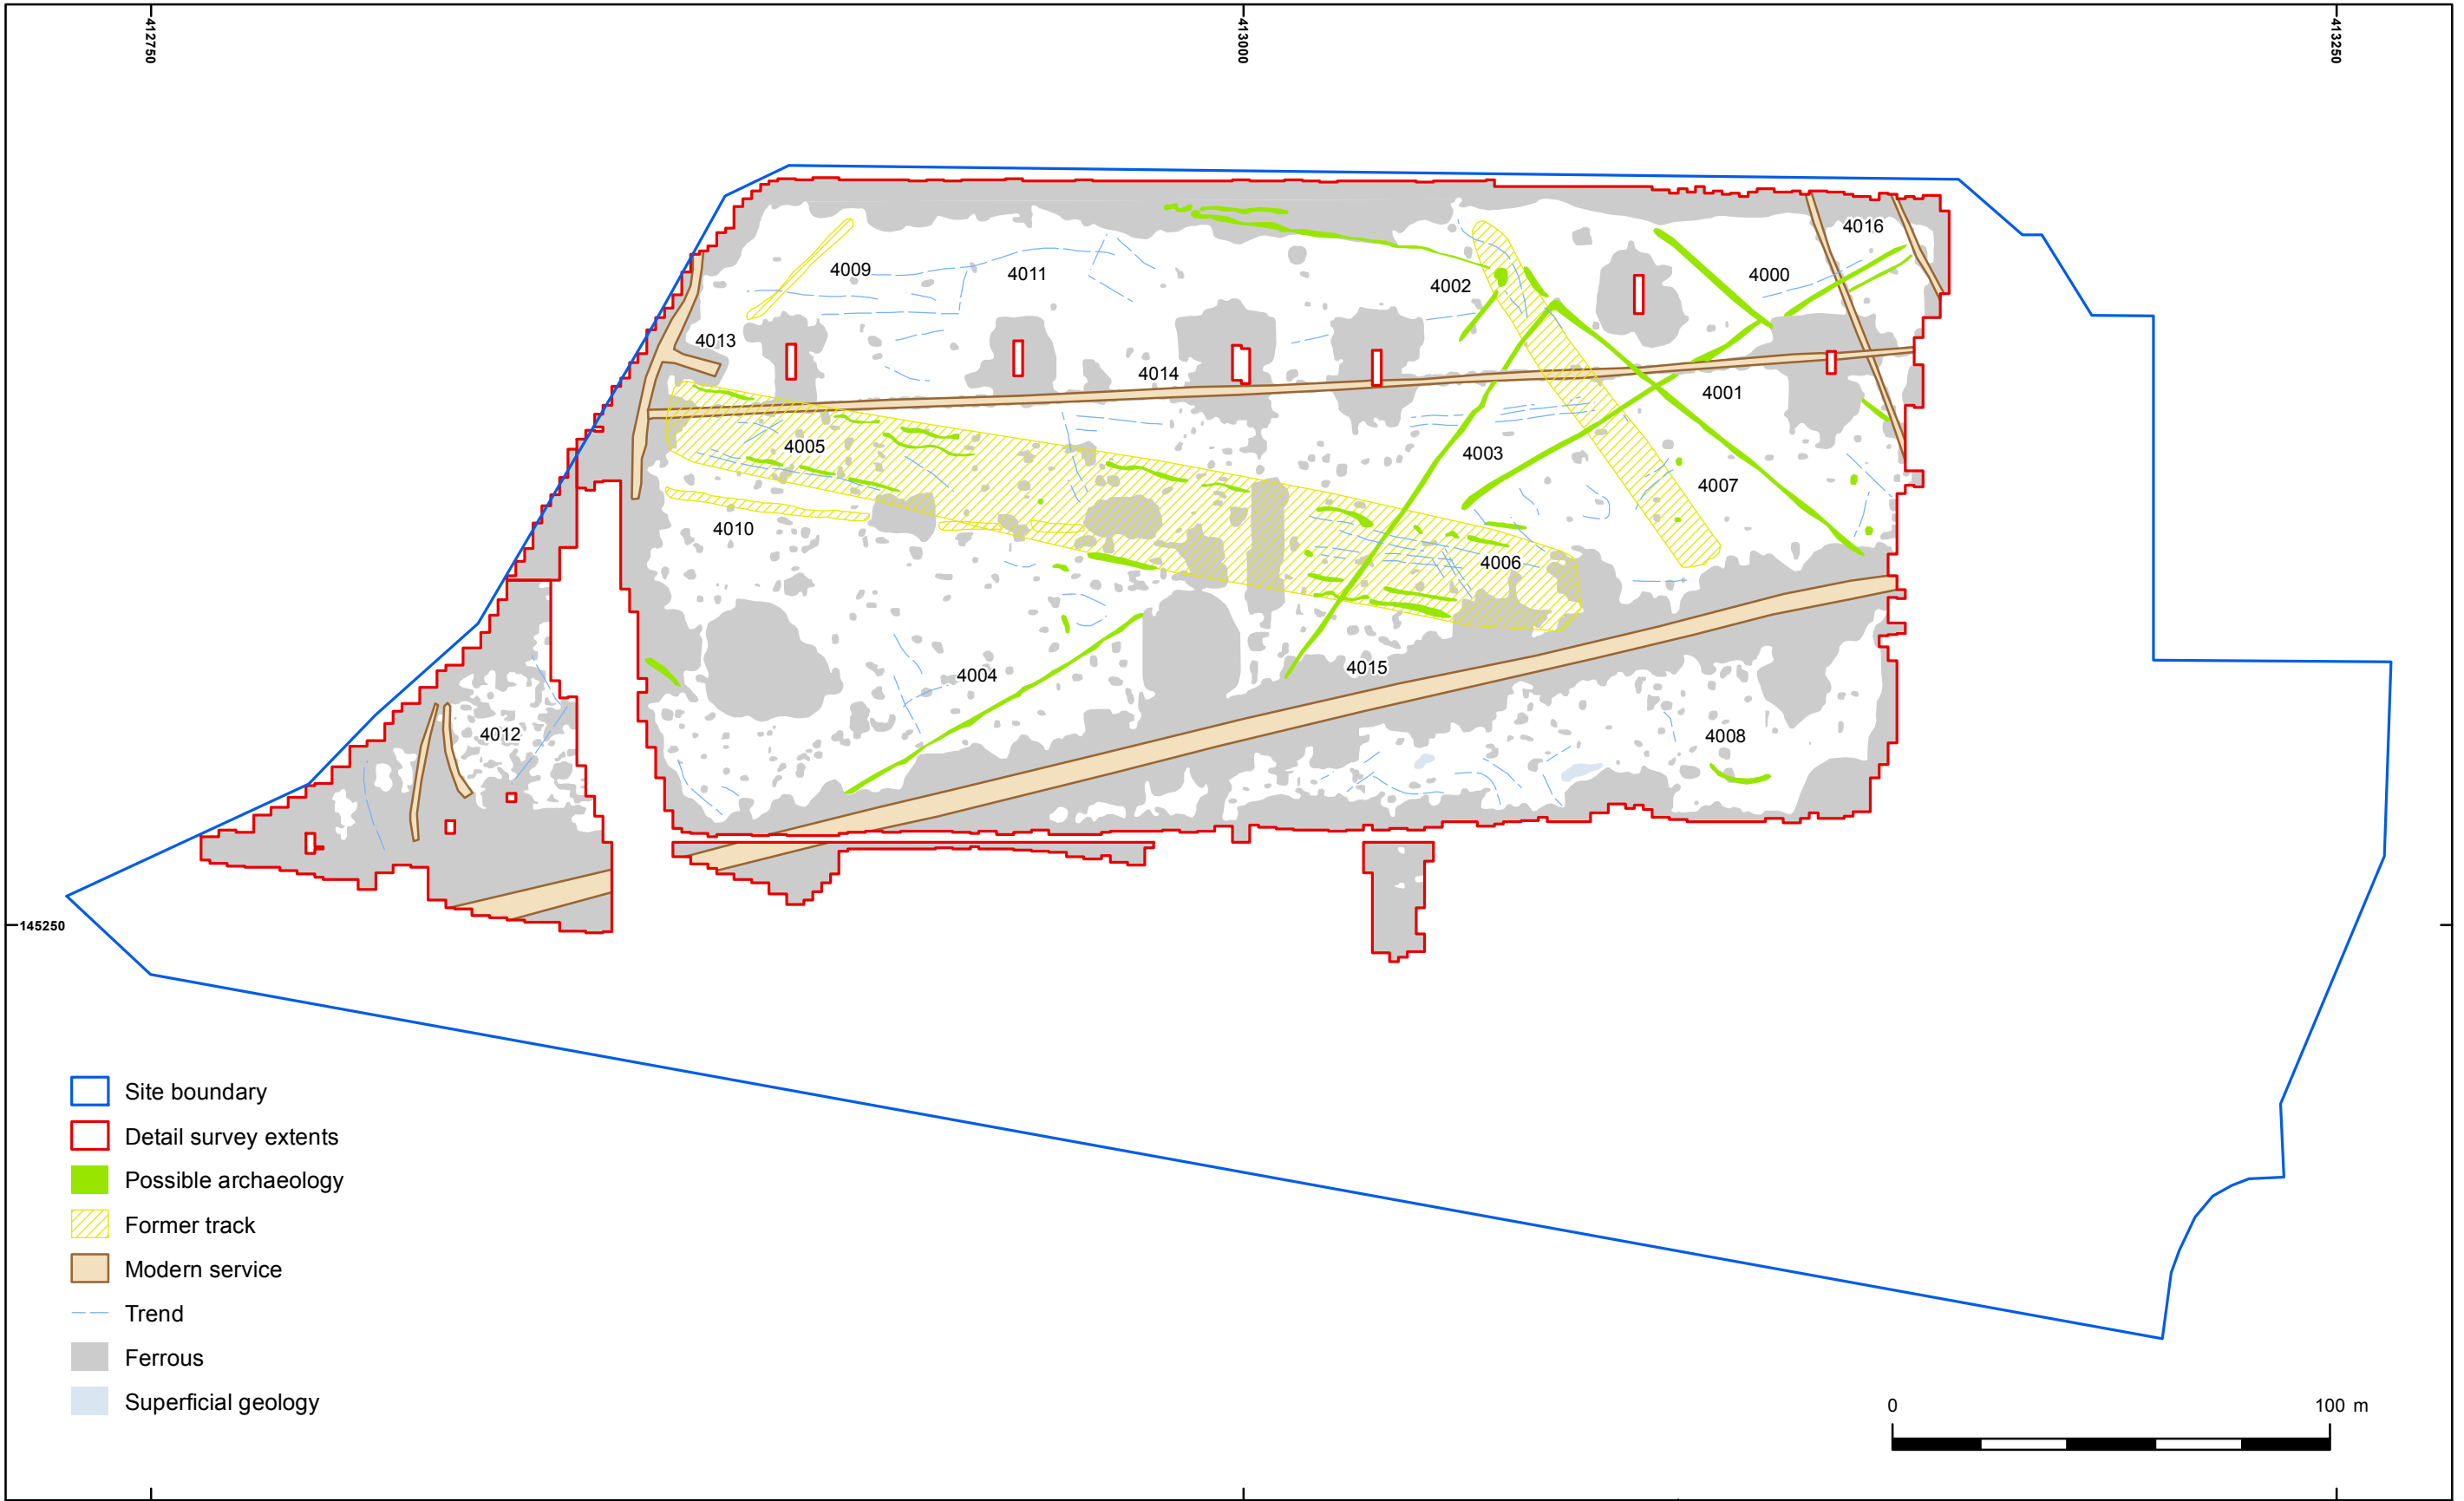 412750
413000
413250
4016
4009
4011
4000
4002
4013
4014
4001
4005
4003
4007
4010
4006
4015
4004
4012
4008
145250
Site boundary
Detail survey extents
Possible archaeology
Former track
Modern service
Trend
Ferrous
Superficial geology
0 100 m